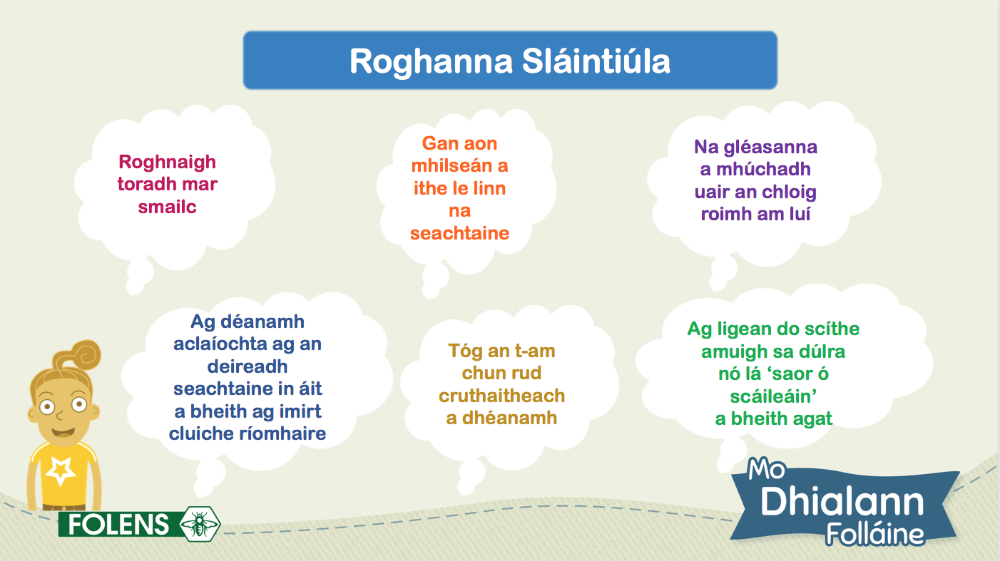 Roghanna Sláintiúla
Roghnaigh
toradh mar
smailc
Gan aon
mhilseán a
ithe le linn
na
seachtaine
Na gléasanna
a mhúchadh
uair an chloig
roimh am luí
Ag déanamh
aclaíochta ag an
deireadh
seachtaine in áit
a bheith ag imirt
cluiche ríomhaire
Tóg an t-am
chun rud
cruthaitheach
a dhéanamh
Ag ligean do scíthe
amuigh sa dúlra
nó lá ‘saor ó
scáileáin’
a bheith agat
FOLENS
Mo
Dhialann
Folláine